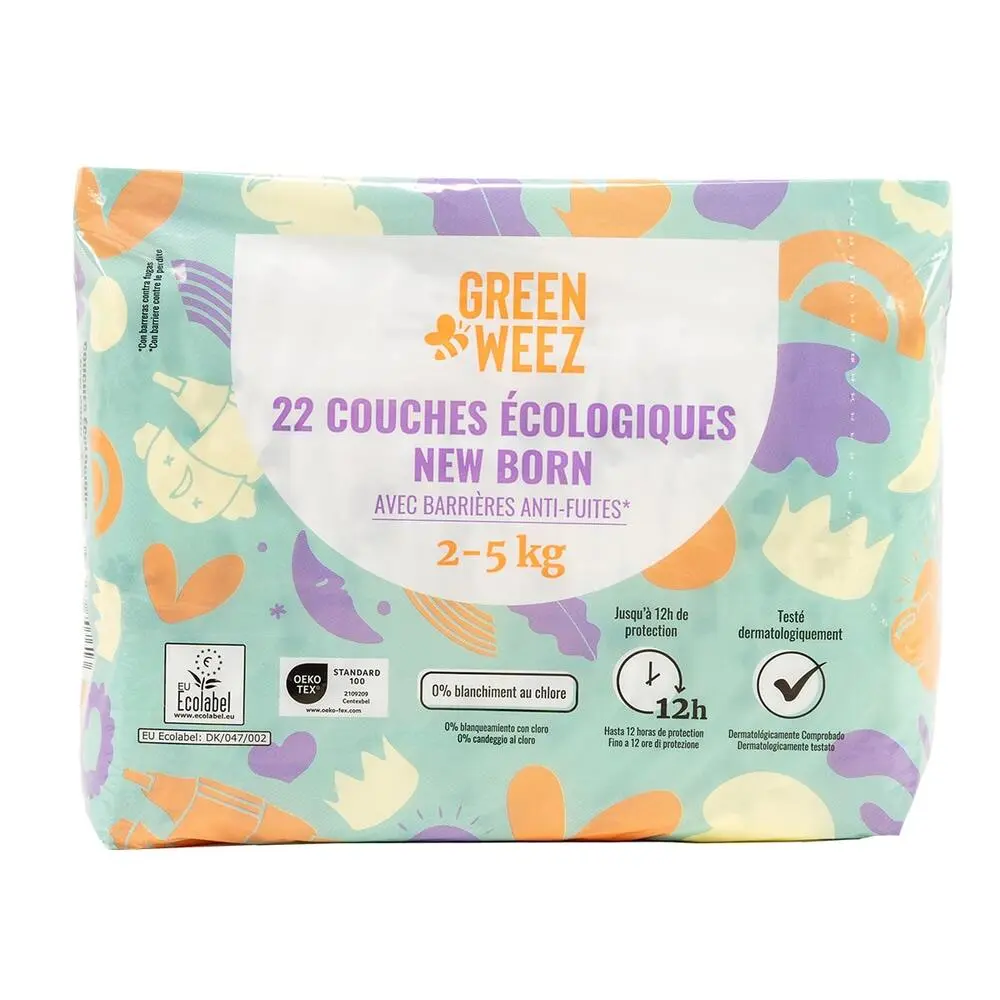 *Con barreras contra fugas
*Con barriere contro le perdite
GREEN
WEEZ
22 COUCHES ÉCOLOGIQUES
NEW BORN
AVEC BARRIÈRES ANTI-FUITES*
2-5 kg
Jusqu'à 12h de
protection
12h
Hasta 12 horas de protection
Fino a 12 ore di protezione
Testé
dermatologiquement
Dermatológicamente Comprobado
Dermatologicamente testato
EU
Ecolabel
www.ecolabel.eu
EU Ecolabel: DK/047/002
OEKO
TEX®
STANDARD
100
2109209
Centexbel
www.oeko-tex.com
0% blanchiment au chlore
0% blanqueamiento con cloro
0% candeggio al cloro